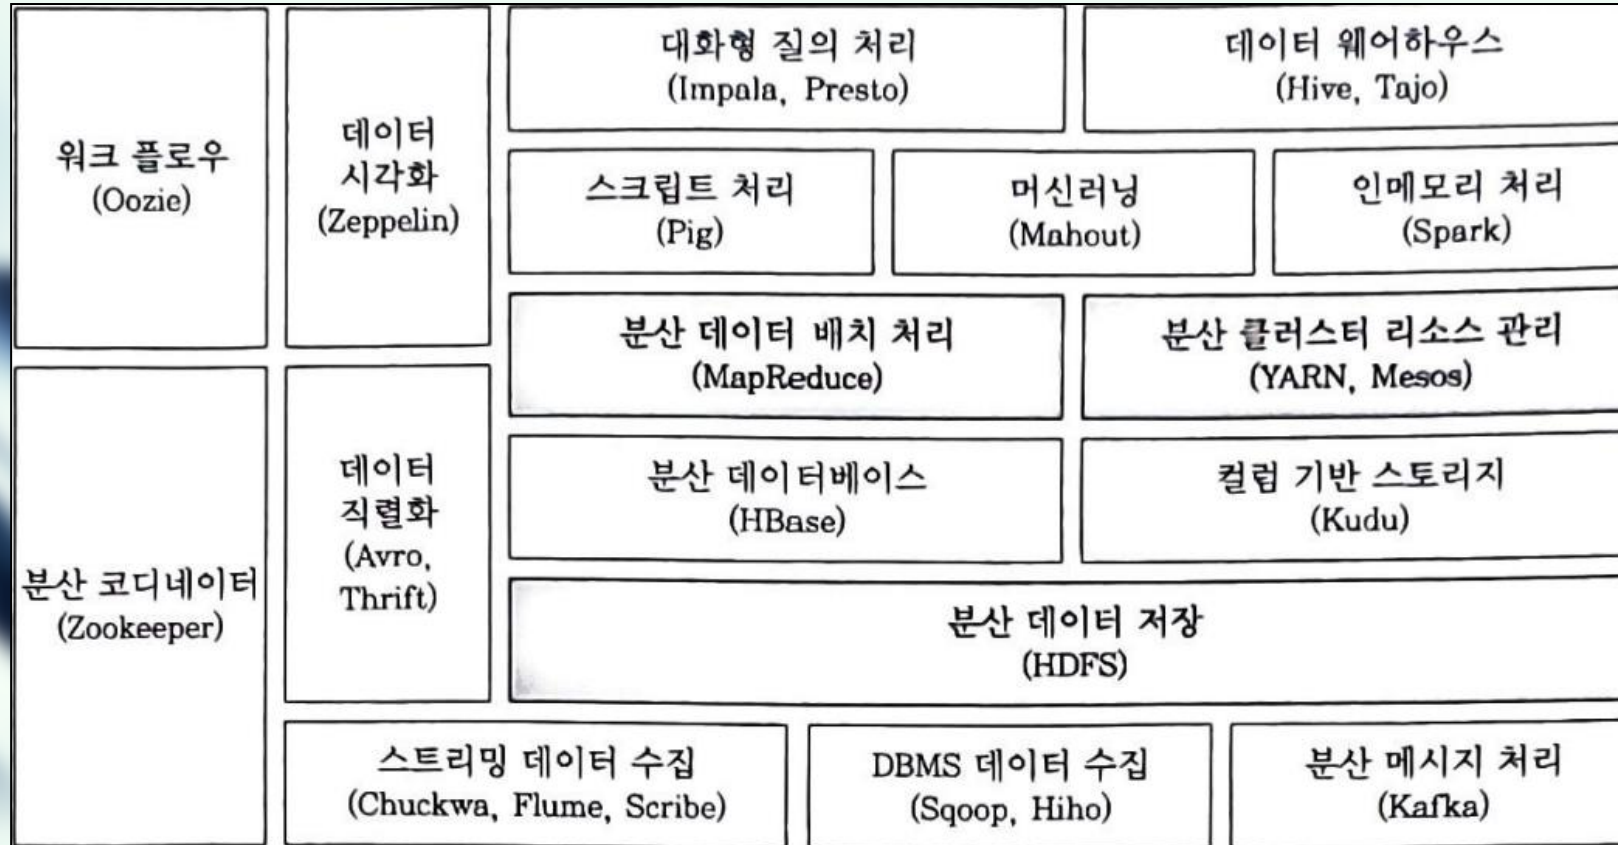 워크 플로우
(Oozie)
데이터
시각화
(Zeppelin)
대화형 질의 처리
(Impala, Presto)
데이터 웨어하우스
(Hive, Tajo)
스크립트 처리
(Pig)
머신러닝
(Mahout)
인메모리 처리
(Spark)
분산 데이터 배치 처리
(MapReduce)
분산 클러스터 리소스 관리
(YARN, Mesos)
분산 코디네이터
(Zookeeper)
데이터
직렬화
(Avro,
Thrift)
분산 데이터베이스
(HBase)
컬럼 기반 스토리지
(Kudu)
분산 데이터 저장
(HDFS)
스트리밍 데이터 수집
(Chuckwa, Flume, Scribe)
DBMS 데이터 수집
(Sqoop, Hiho)
분산 메시지 처리
(Kafka)